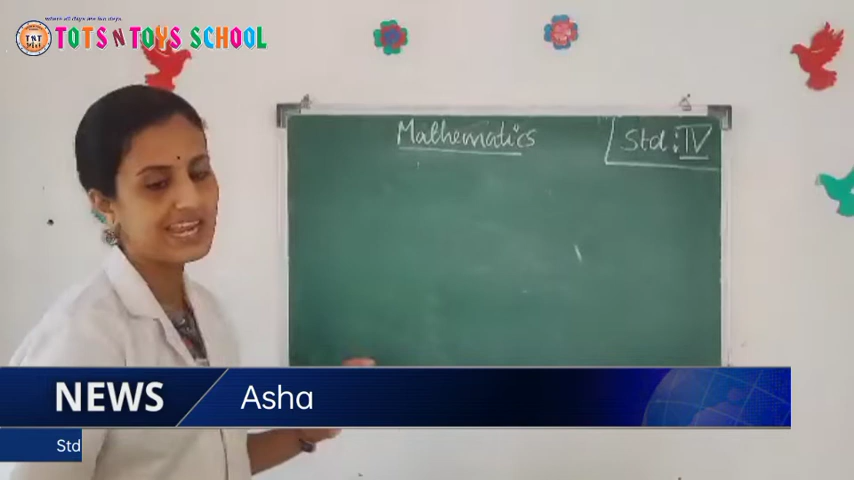 where all days are fun days.
TNT
TOTS N TOYS SCHOOL
Mathematics
Std: IV
NEWS
Asha
Std